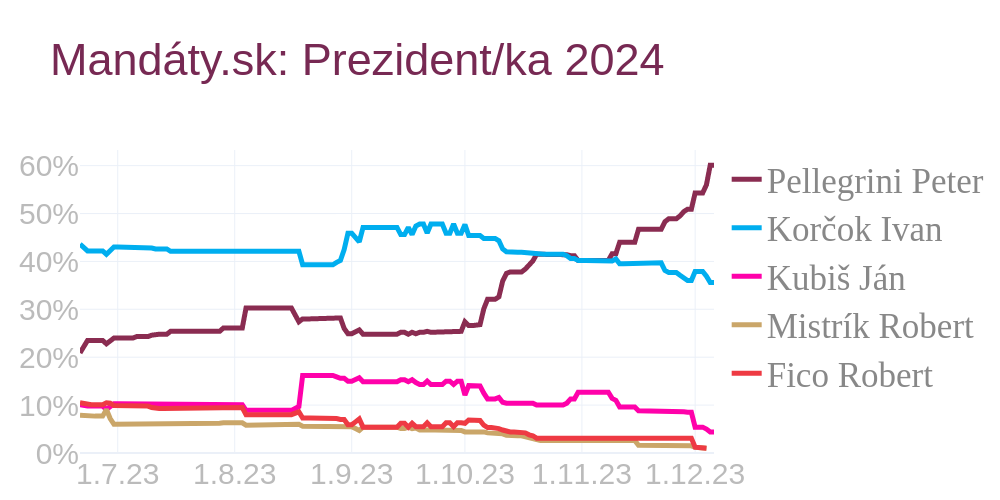 Mandáty.sk: Prezident/ka 2024
60%
50%
40%
30%
20%
10%
0%
1.7.23 1.8.23 1.9.23 1.10.23 1.11.23 1.12.23
Pellegrini Peter
Korčok Ivan
Kubiš Ján
Mistrík Robert
Fico Robert